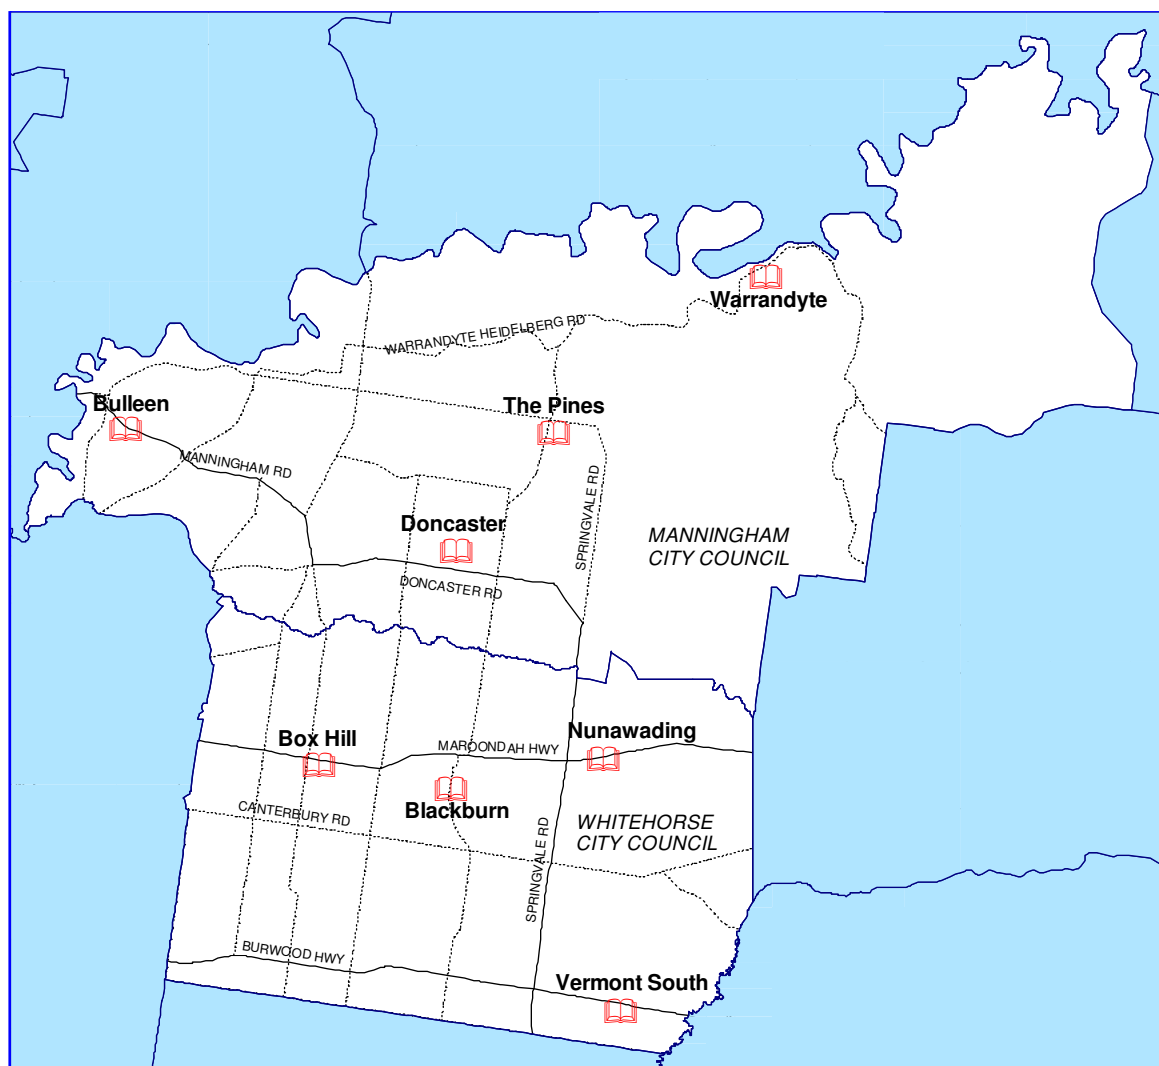 Warrandyte
WARRANDYTE HEIDELBERG RD
Bulleen
The Pines
MANNINGHAM RD
SPRINGVALE RD
Doncaster
MANNINGHAM
CITY COUNCIL
DONCASTER RD
Nunawading
Box Hill
MAROONDAH HWY
Blackburn
CANTERBURY RD
WHITEHORSE
CITY COUNCIL
SPRINGVALE RD
BURWOOD HWY
Vermont South